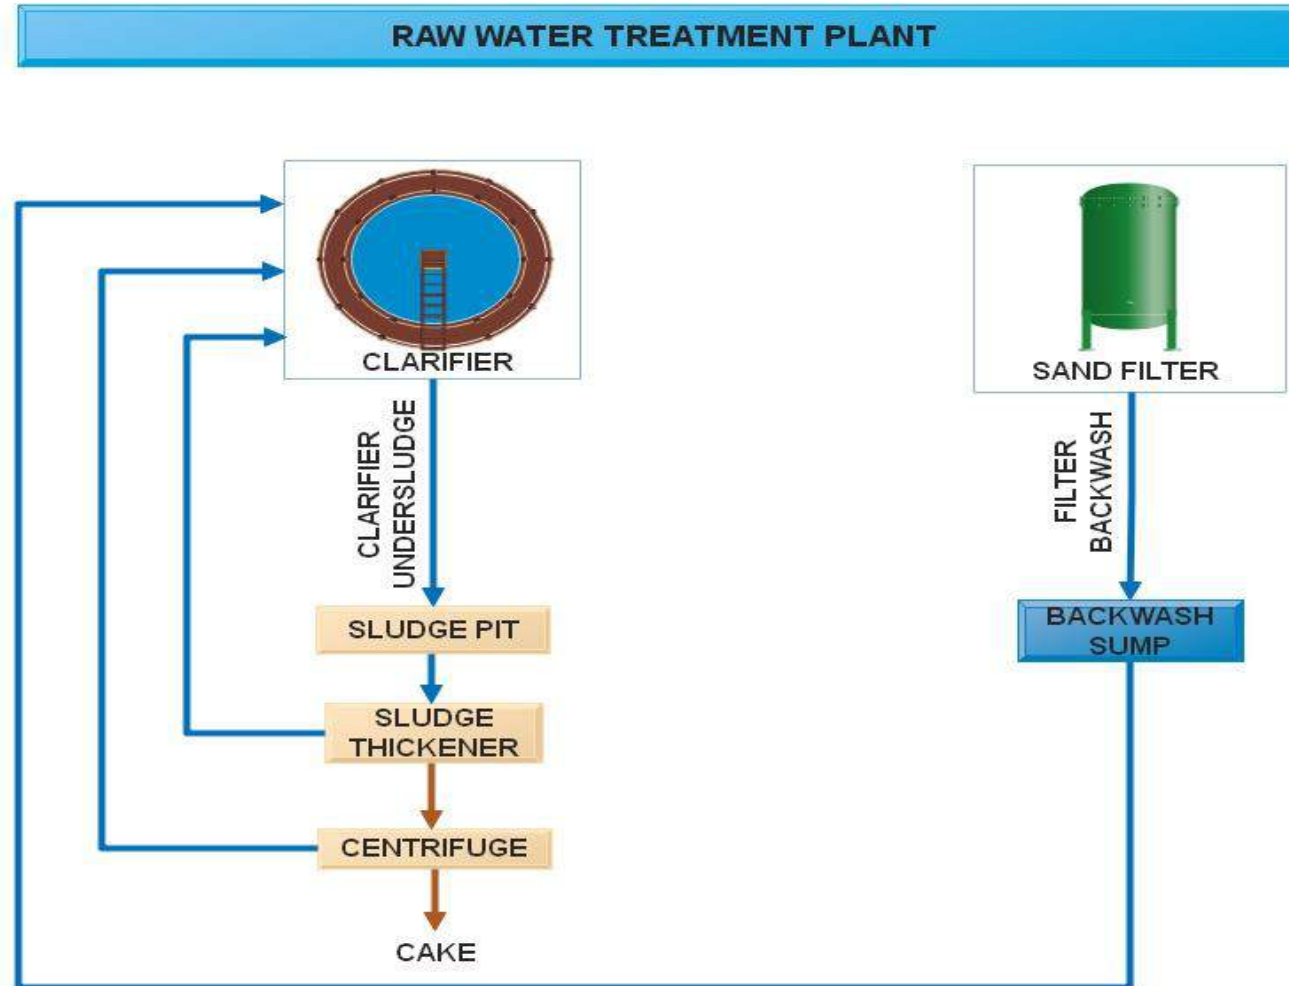 RAW WATER TREATMENT PLANT
CLARIFIER
SAND FILTER
CLARIFIER
UNDERSLUDGE
FILTER
BACKWASH
SLUDGE PIT
BACKWASH
SUMP
SLUDGE
THICKENER
CENTRIFUGE
CAKE